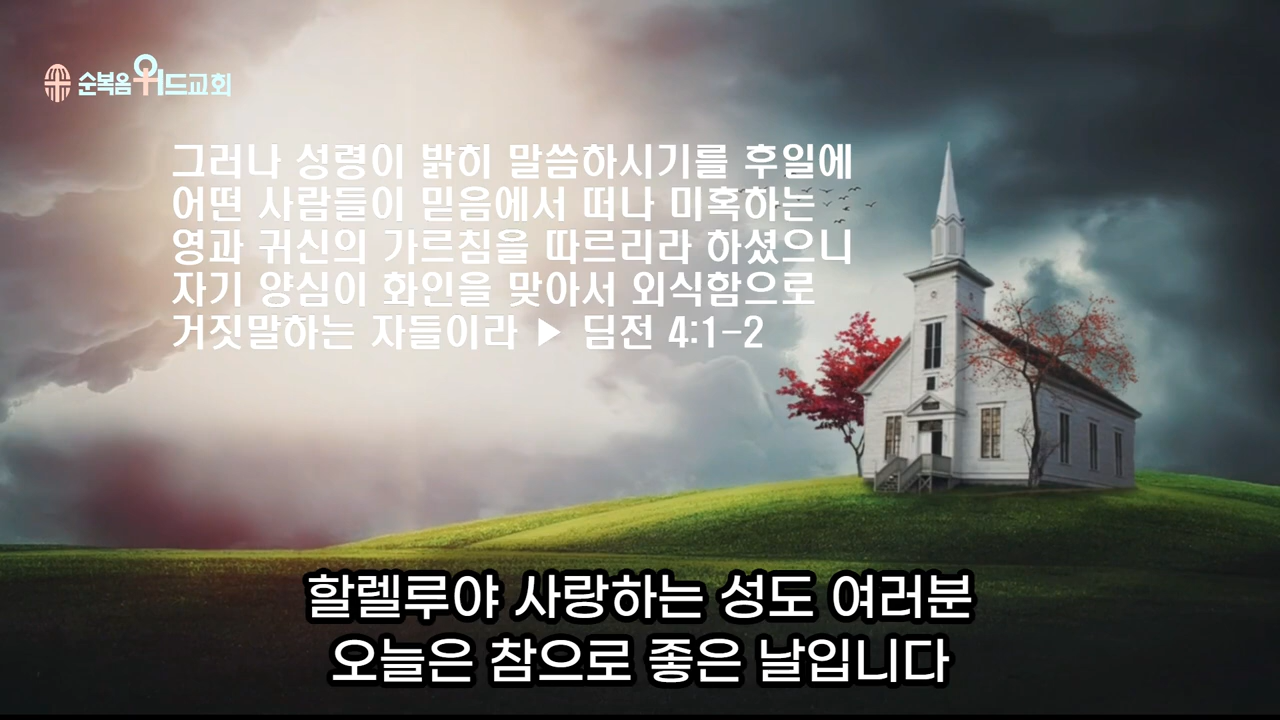 순복음위드교회
그러나 성령이 밝히 말씀하시기를 후일에
어떤 사람들이 믿음에서 떠나 미혹하는
영과 귀신의 가르침을 따르리라 하셨으니
자기 양심이 화인을 맞아서 외식함으로
거짓말하는 자들이라 ▶ 딤전 4:1-2
할렐루야 사랑하는 성도 여러분
오늘은 참으로 좋은 날입니다